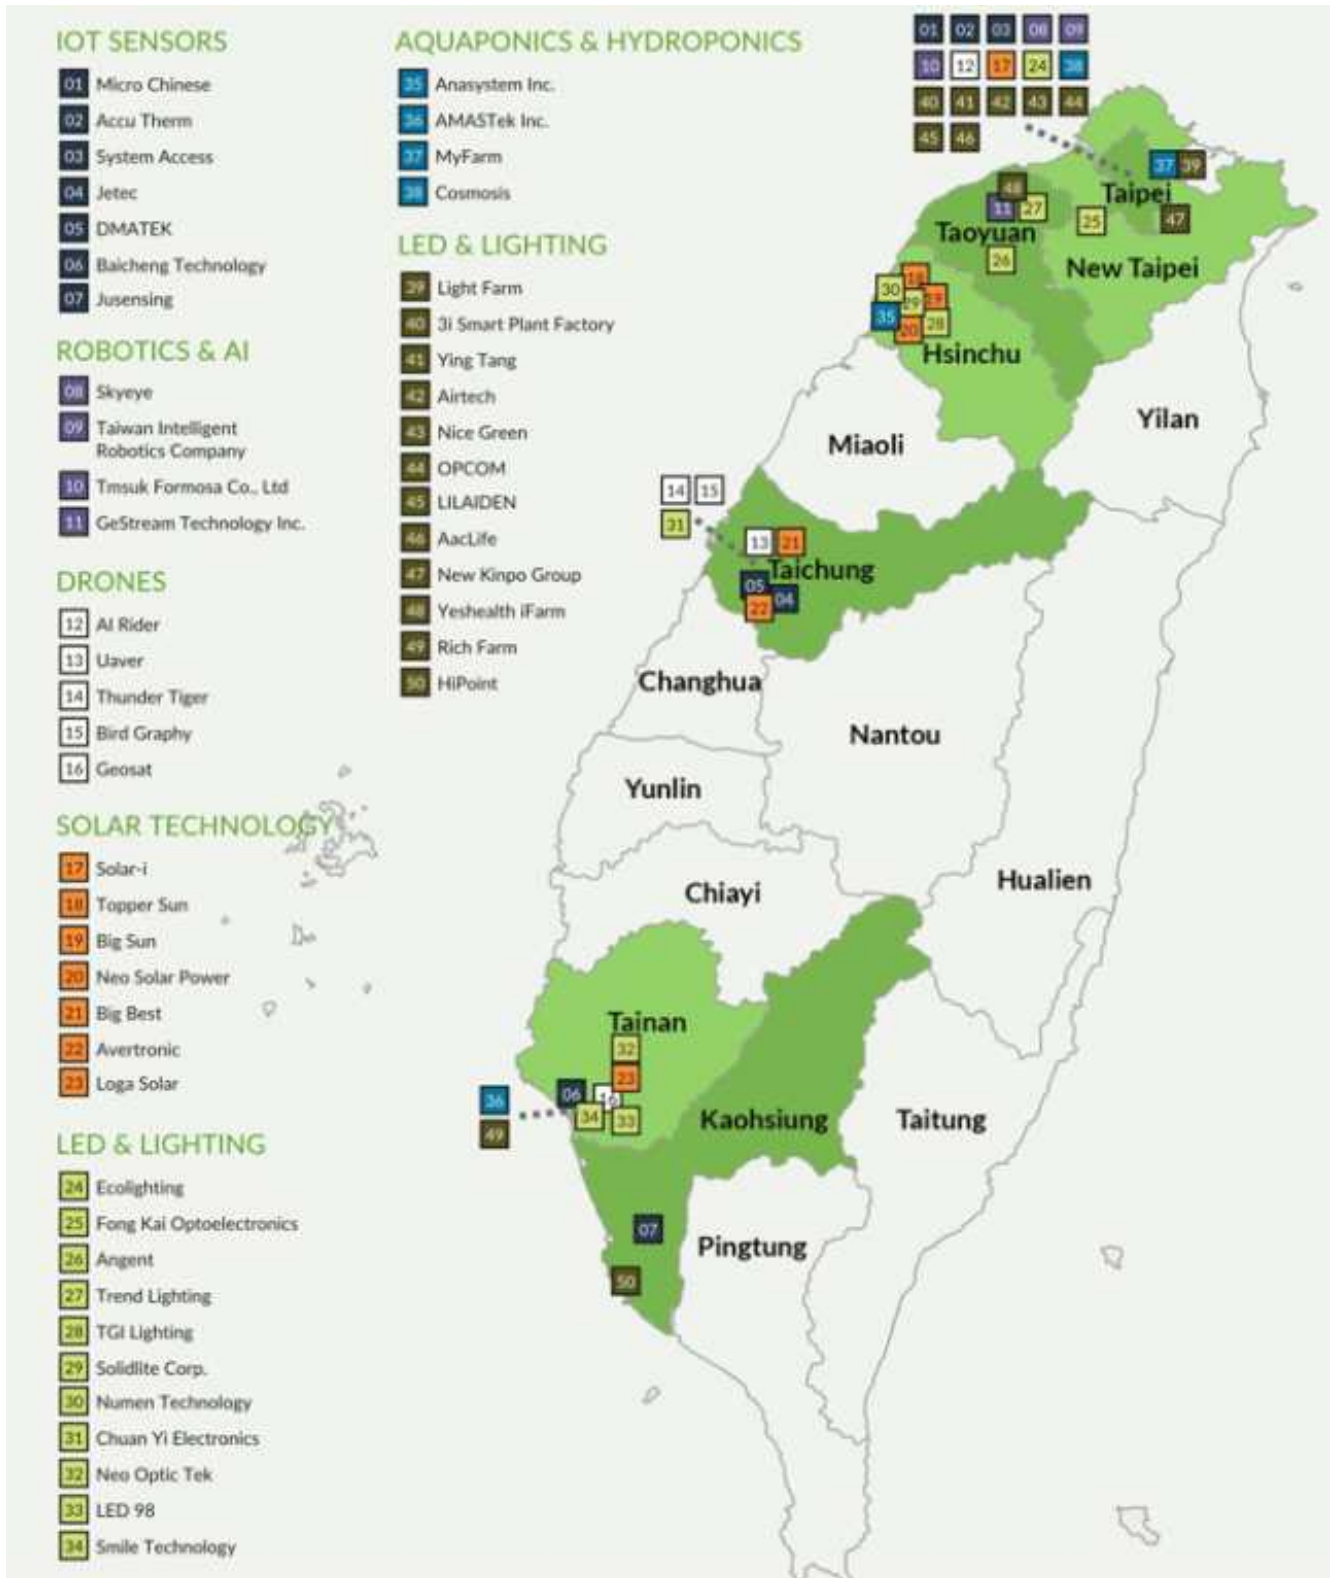 IOT SENSORS
01 Micro Chinese
02 Accu Therm
03 System Access
04 Jetec
05 DMATEK
06 Baicheng Technology
07 Jusensing
ROBOTICS & AI
08 Skyeye
09 Taiwan Intelligent
Robotics Company
10 Tmsuk Formosa Co., Ltd
11 GeStream Technology Inc.
DRONES
12 AI Rider
13 Uaver
14 Thunder Tiger
15 Bird Graphy
16 Geosat
SOLAR TECHNOLOGY
17 Solar-i
18 Topper Sun
19 Big Sun
20 Neo Solar Power
21 Big Best
22 Avertronic
23 Loga Solar
LED & LIGHTING
24 Ecolighting
25 Fong Kai Optoelectronics
26 Angent
27 Trend Lighting
28 TGI Lighting
29 Solidlite Corp.
30 Numen Technology
31 Chuan Yi Electronics
32 Neo Optic Tek
33 LED 98
34 Smile Technology
AQUAPONICS & HYDROPONICS
35 Anasystem Inc.
36 AMASTek Inc.
37 MyFarm
38 Cosmosis
LED & LIGHTING
39 Light Farm
40 3i Smart Plant Factory
41 Ying Tang
42 Airtech
43 Nice Green
44 OPCOM
45 LILAIDEN
46 AacLife
47 New Kinpo Group
48 Yeshealth iFarm
49 Rich Farm
50 HiPoint
01 02 03 08 09
10 12 17 24 38
40 41 42 43 44
45 46
37 39
Taipei
48
11 27
25 47
Taoyuan
26
New Taipei
18
30
29 19
35
20 28
Hsinchu
Yilan
Miaoli
14 15
31
13 21
Taichung
05 04
22
Changhua
Nantou
Yunlin
Hualien
Chiayi
Tainan
32
23
06 16
36
34 33
49
Kaohsiung
Taitung
07
Pingtung
50